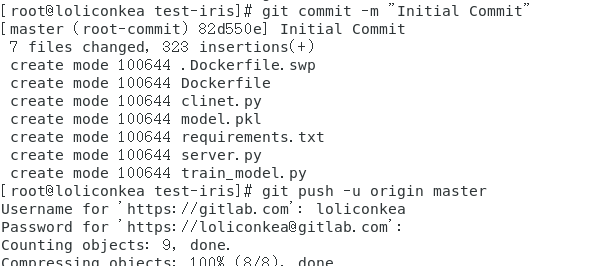 [root@loliconkea test-iris]# git commit -m "Initial Commit"
[master (root-commit) 82d550e] Initial Commit
 7 files changed, 323 insertions(+)
 create mode 100644 .Dockerfile.swp
 create mode 100644 Dockerfile
 create mode 100644 clinet.py
 create mode 100644 model.pkl
 create mode 100644 requirements.txt
 create mode 100644 server.py
 create mode 100644 train_model.py
[root@loliconkea test-iris]# git push -u origin master
Username for 'https://gitlab.com': loliconkea
Password for 'https://loliconkea@gitlab.com':
Counting objects: 9, done.
Compressing objects: 100% (8/8), done